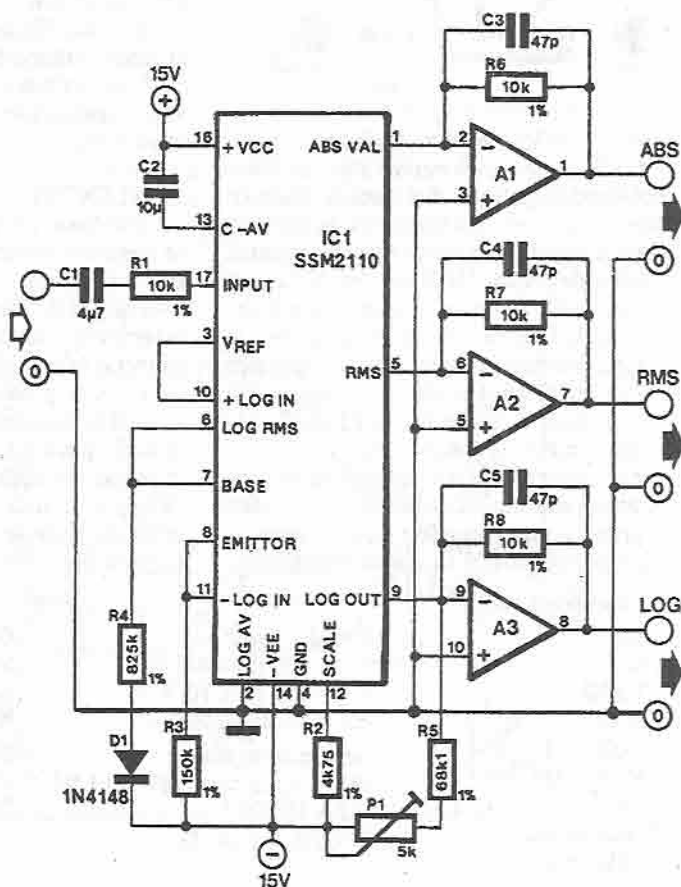 C3
47p
R6
10k
1%
15V
+
16
+ VCC
ABS VAL
1
2
−
A1
1
ABS
3
+
0
C2
10µ
13
C-AV
IC1
SSM2110
C1
4µ7
R1
10k
1%
17
INPUT
0
C4
47p
R7
10k
1%
3
VREF
10
+ LOG IN
RMS
5
6
−
A2
7
RMS
5
+
0
6
LOG RMS
7
BASE
C5
47p
R8
10k
1%
8
EMITTOR
11
− LOG IN
LOG OUT
9
9
−
A3
8
LOG
10
+
0
LOG AV
−VEE
GND
SCALE
2
14
4
12
R4
825k
1%
D1
1N4148
R3
150k
1%
R2
4k75
1%
R5
68k1
1%
P1
5k
−
15V